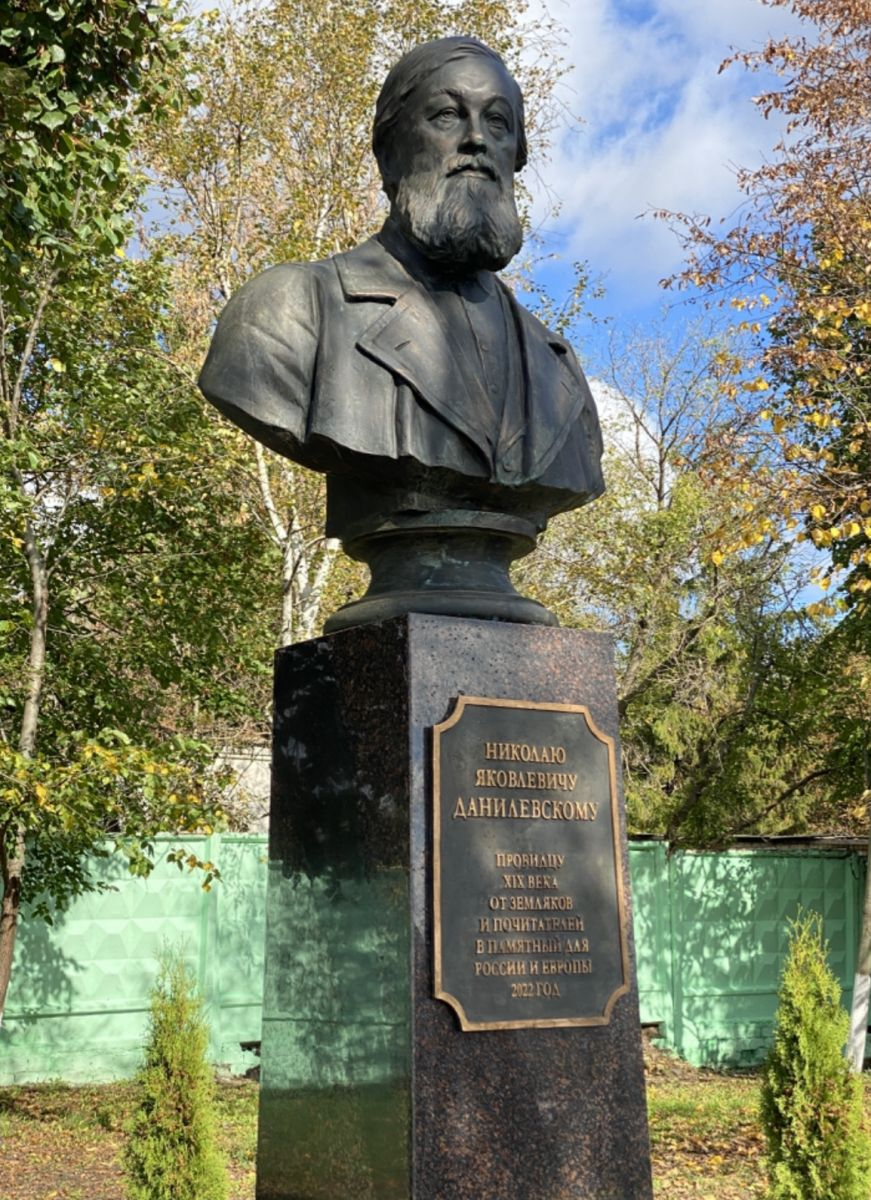 НИКОЛАЮ
ЯКОВЛЕВИЧУ
ДАНИЛЕВСКОМУ
ПРОВИДЦУ
XIX ВЕКА
ОТ ЗЕМЛЯКОВ
И ПОЧИТАТЕЛЕЙ
В ПАМЯТНЫЙ ДЛЯ
РОССИИ И ЕВРОПЫ
2022 ГОД